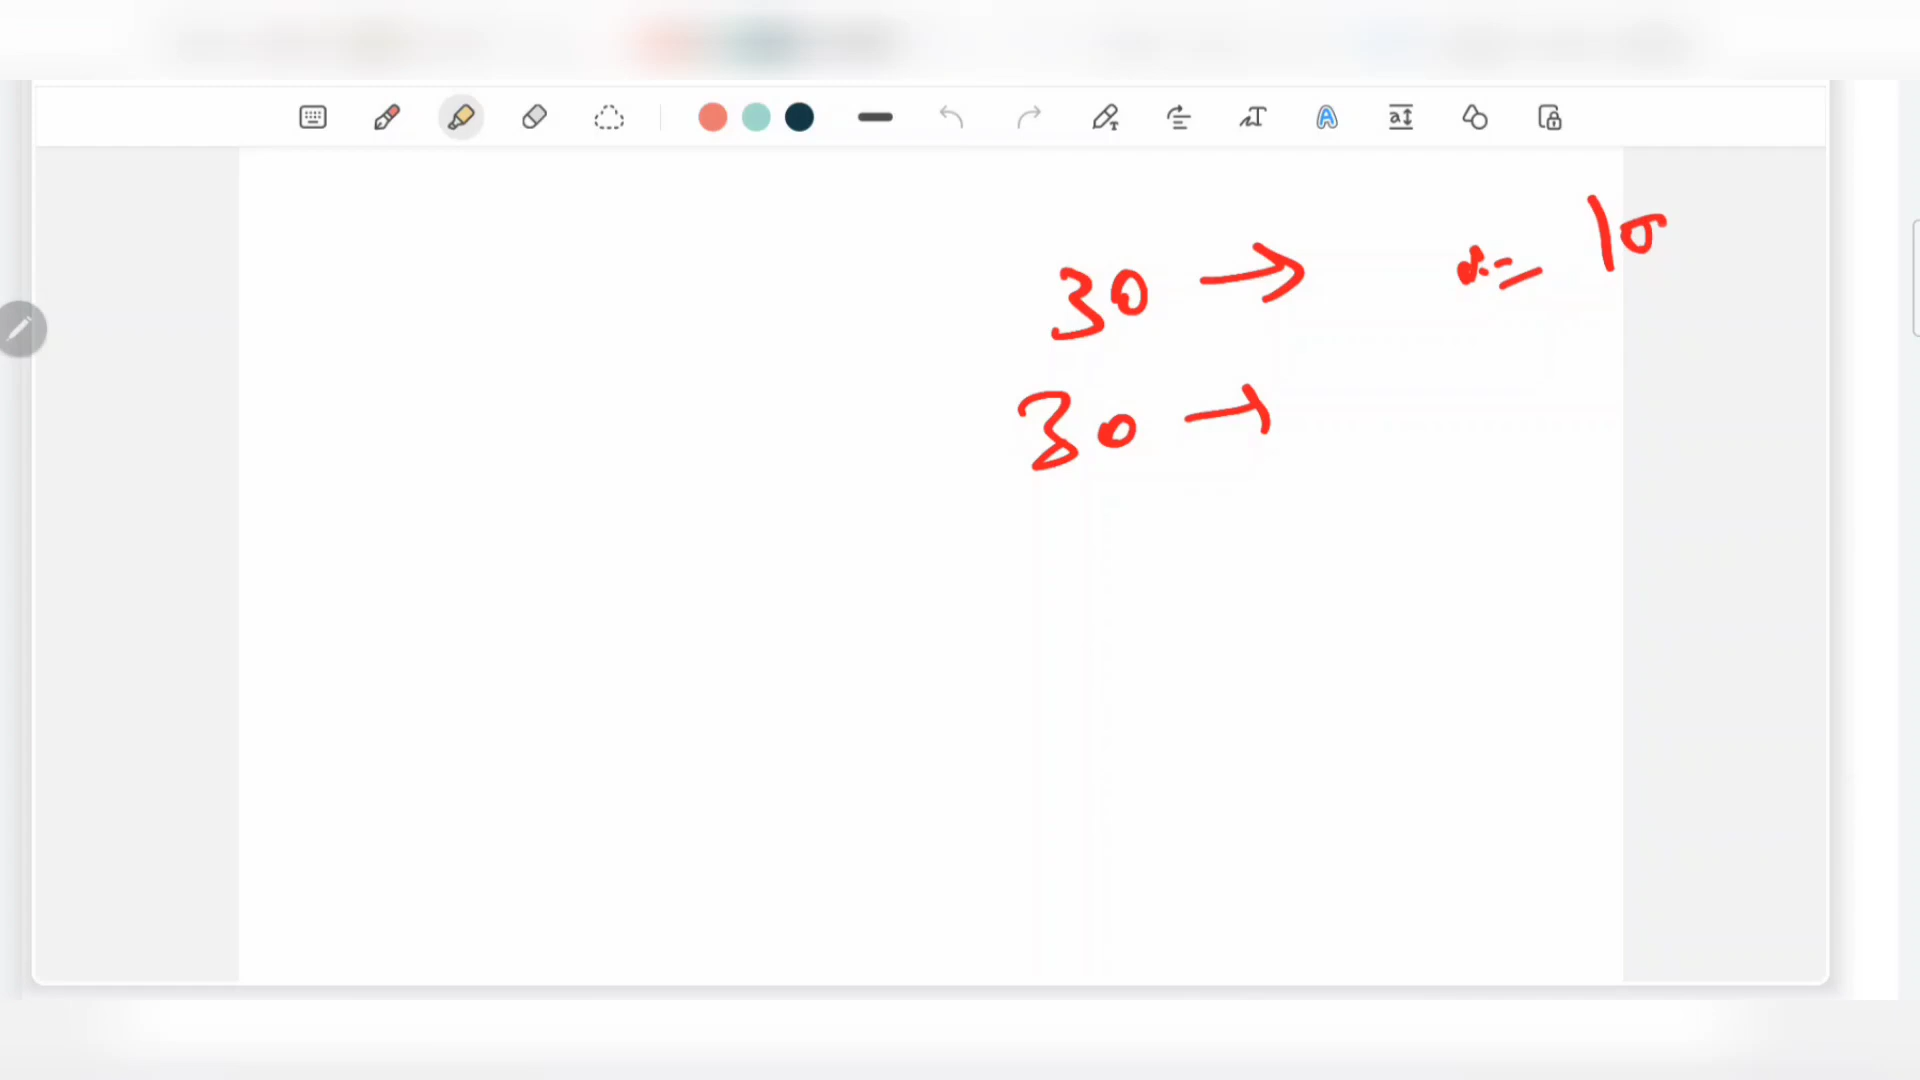 30 → = 10
30 →